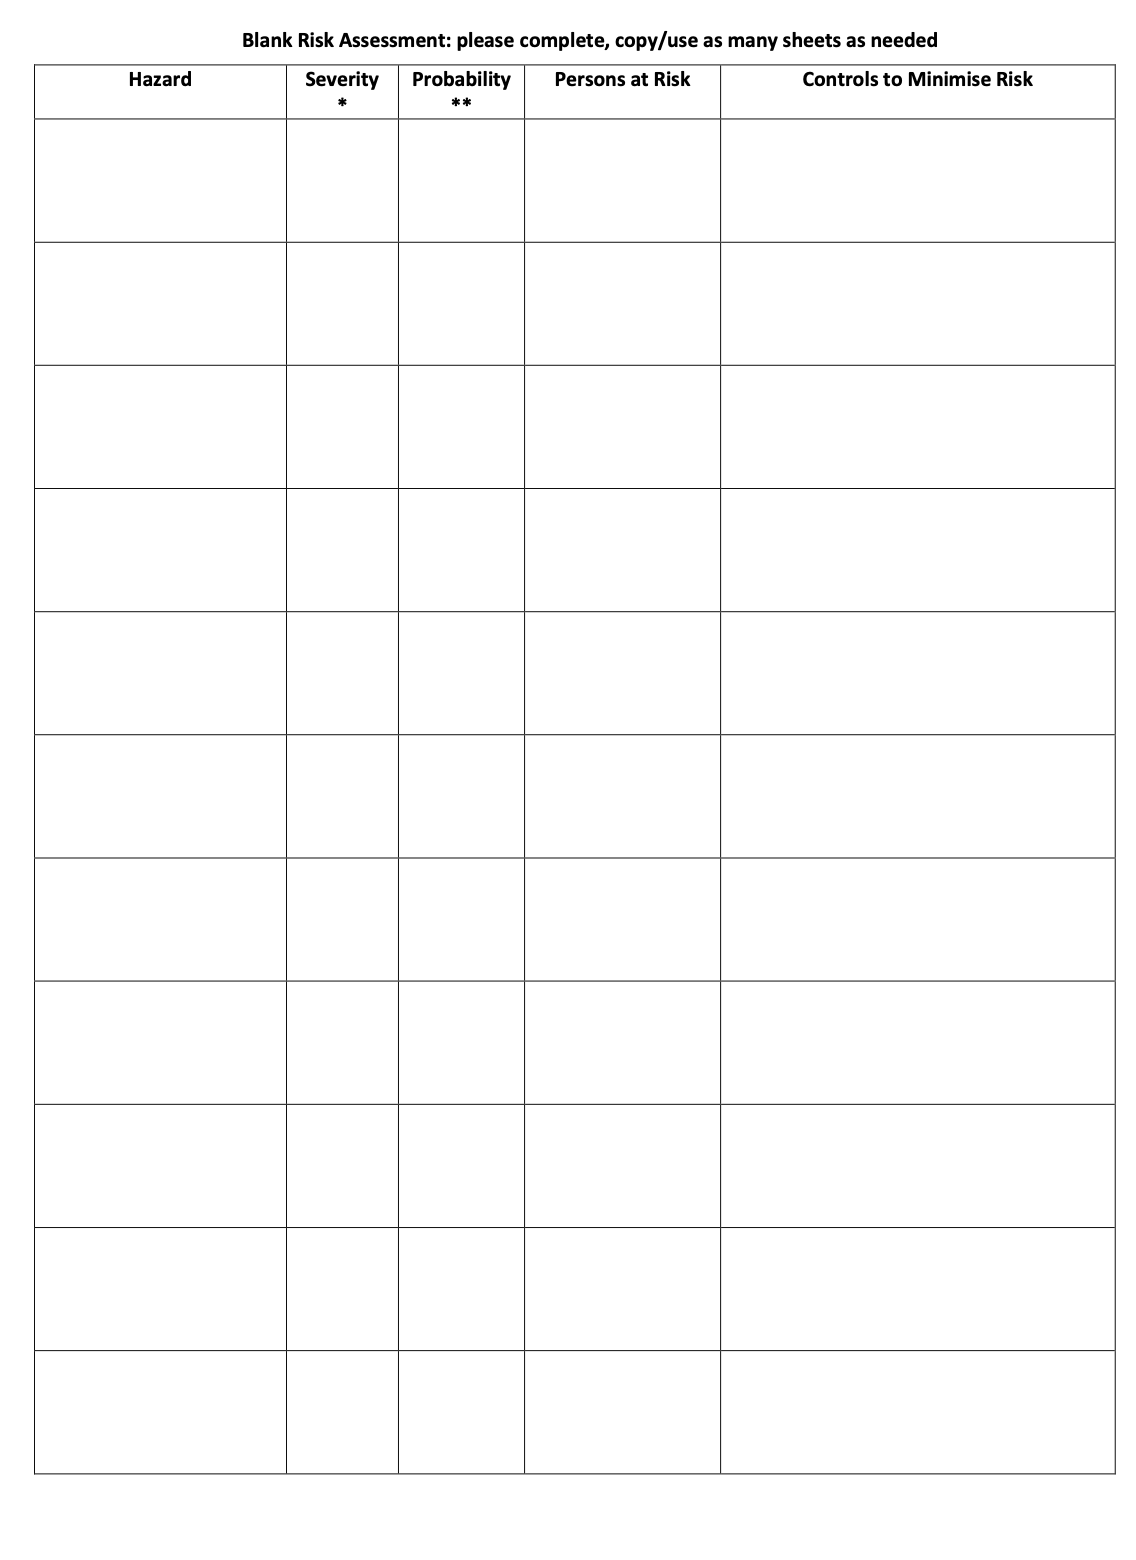 Blank Risk Assessment: please complete, copy/use as many sheets as needed
Hazard Severity Probability Persons at Risk Controls to Minimise Risk
* **